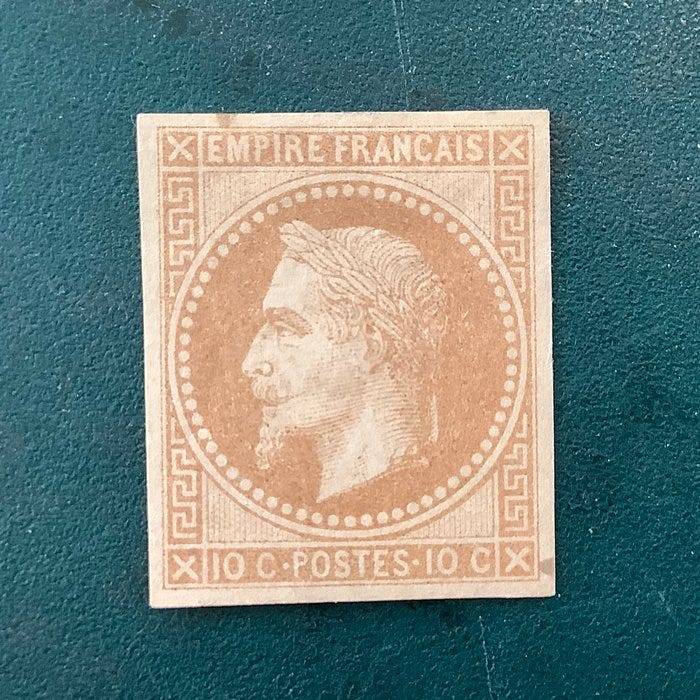 X EMPIRE FRANCAIS X
X 10 C·POSTES·10 C X